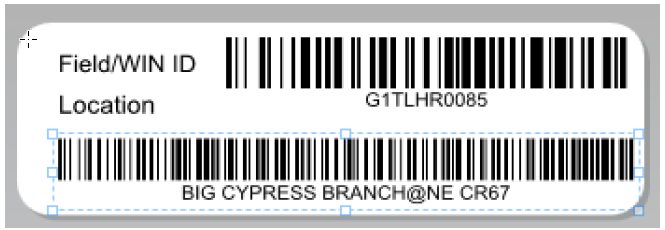 Field/WIN ID
G1TLHR0085
Location
BIG CYPRESS BRANCH@NE CR67